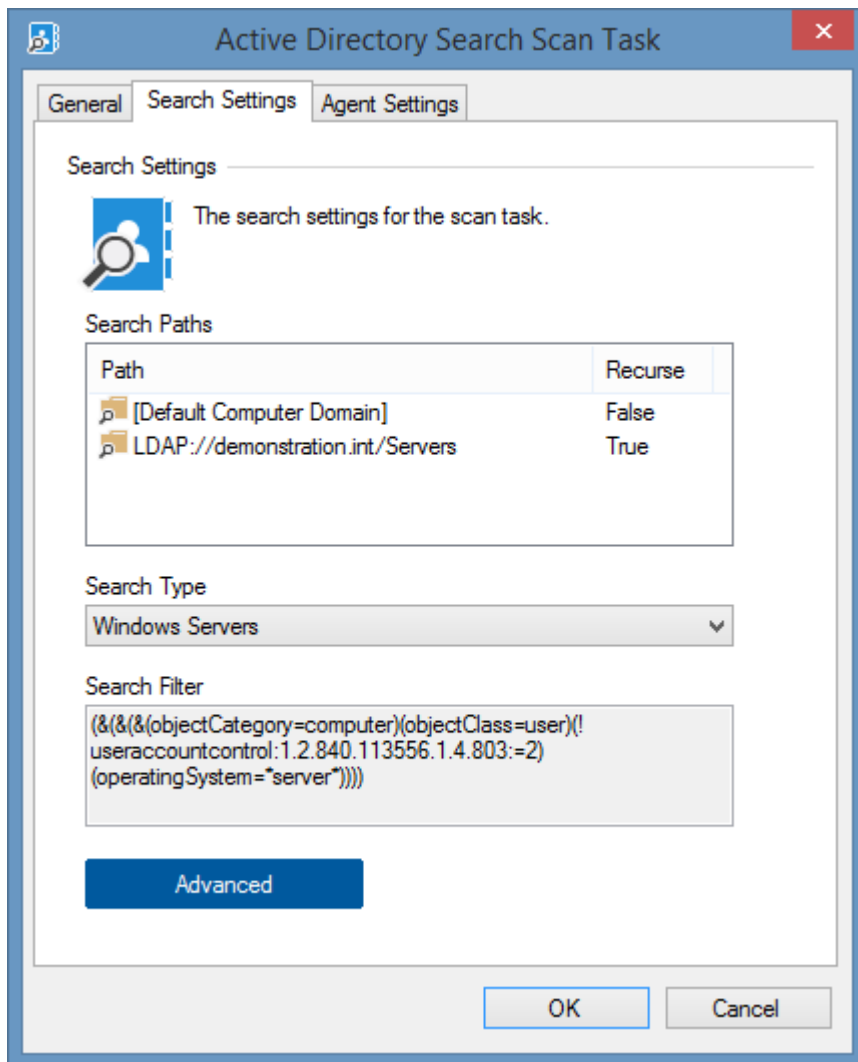 Active Directory Search Scan Task
General Search Settings Agent Settings
Search Settings
The search settings for the scan task.
Search Paths
Path Recurse
[Default Computer Domain] False
LDAP://demonstration.int/Servers True
Search Type
Windows Servers
Search Filter
(&(&(&(objectCategory=computer)(objectClass=user)(!
useraccountcontrol:1.2.840.113556.1.4.803:=2)
(operatingSystem=*server*))))
Advanced
OK Cancel